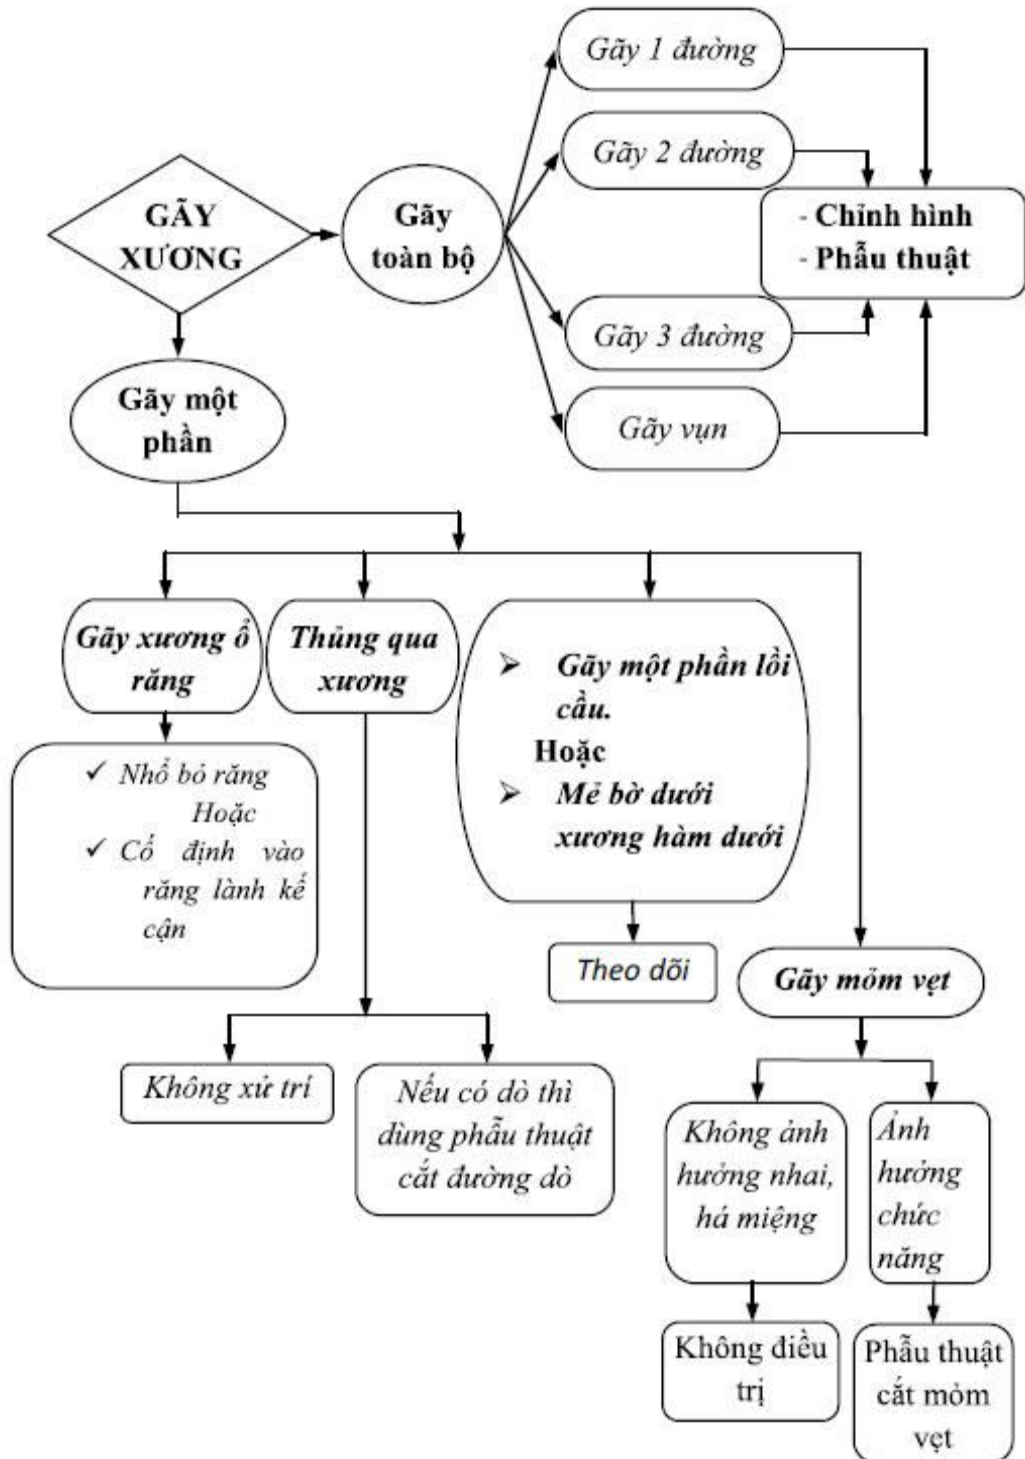 Gãy 1 đường
Gãy 2 đường
GÃY
XƯƠNG
Gãy
toàn bộ
- Chỉnh hình
- Phẫu thuật
Gãy 3 đường
Gãy vụn
Gãy một
phần
Gãy xương ổ
răng
Thủng qua
xương
➢ Gãy một phần lồi
cầu.
Hoặc
➢ Mẻ bờ dưới
xương hàm dưới
✓ Nhổ bỏ răng
Hoặc
✓ Cố định vào
răng lành kế
cận
Theo dõi
Gãy mỏm vẹt
Không xử trí
Nếu có dò thì
dùng phẫu thuật
cắt đường dò
Không ảnh
hưởng nhai,
há miệng
Ảnh
hưởng
chức
năng
Không điều
trị
Phẫu thuật
cắt mỏm
vẹt